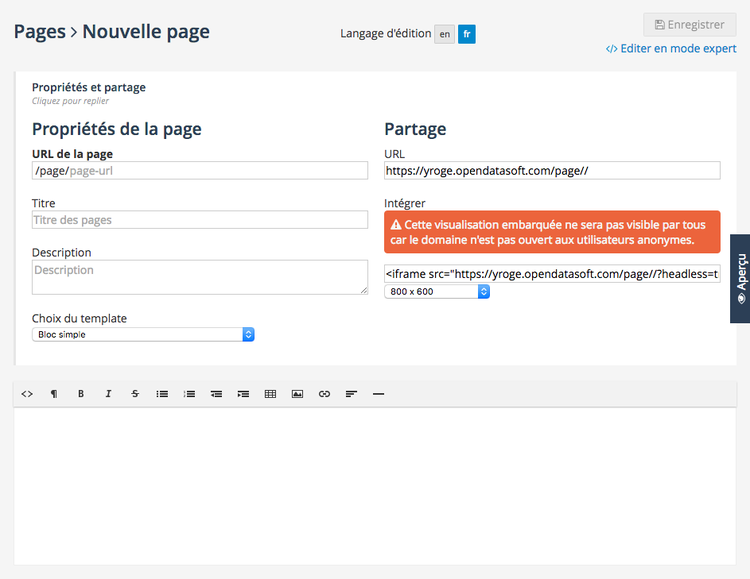 Pages > Nouvelle page
Langage d'édition en fr
Enregistrer
</> Editer en mode expert
Propriétés et partage
Cliquez pour replier
Propriétés de la page
URL de la page
/page/page-url
Titre
Titre des pages
Description
Description
Choix du template
Bloc simple
Partage
URL
https://yroge.opendatasoft.com/page//
Intégrer
Cette visualisation embarquée ne sera pas visible par tous
car le domaine n'est pas ouvert aux utilisateurs anonymes.
<iframe src="https://yroge.opendatasoft.com/page//?headless=t
800 x 600
Aperçu
<> ¶ B I S